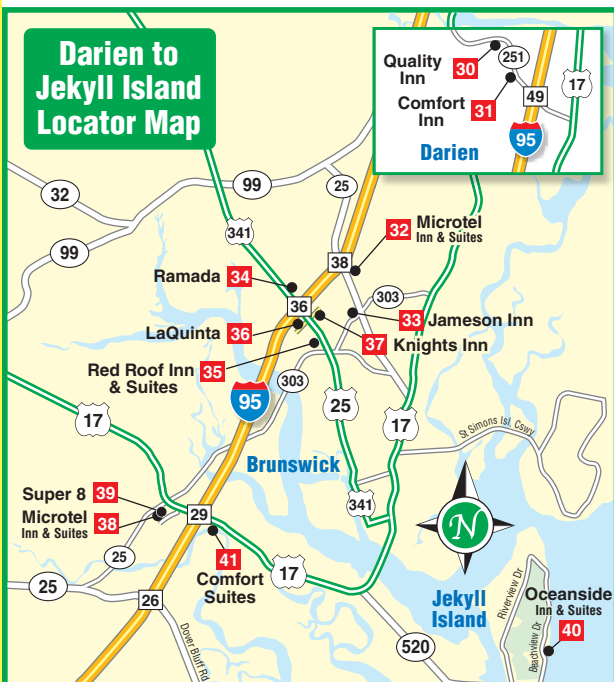 Darien to
Jekyll Island
Locator Map
Quality
Inn
30
251
Comfort
Inn
31
49
17
95
Darien
32
99
25
99
341
38
32
Microtel
Inn & Suites
Ramada
34
303
36
33
Jameson Inn
LaQuinta
36
37
Knights Inn
Red Roof Inn
& Suites
35
303
95
25
17
17
St Simons Isl. Cswy.
Brunswick
341
N
Super 8
39
Microtel
Inn & Suites
38
29
25
41
Comfort
Suites
17
25
26
Jekyll
Island
Riverview Dr
Beachview Dr
Oceanside
Inn & Suites
40
520
Dover Bluff Rd